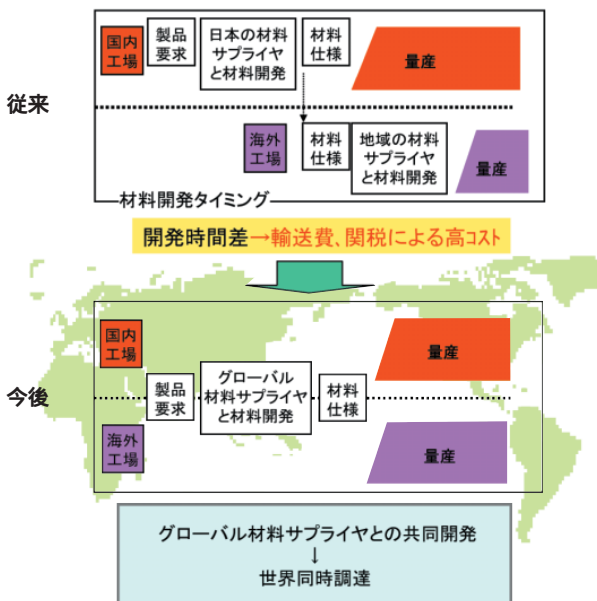 従来
国内
工場
製品
要求
日本の材料
サプライヤ
と材料開発
材料
仕様
量産
海外
工場
材料
仕様
地域の材料
サプライヤ
と材料開発
量産
材料開発タイミング
開発時間差→輸送費、関税による高コスト
今後
国内
工場
製品
要求
グローバル
材料サプライヤ
と材料開発
材料
仕様
量産
海外
工場
量産
グローバル材料サプライヤとの共同開発
↓
世界同時調達